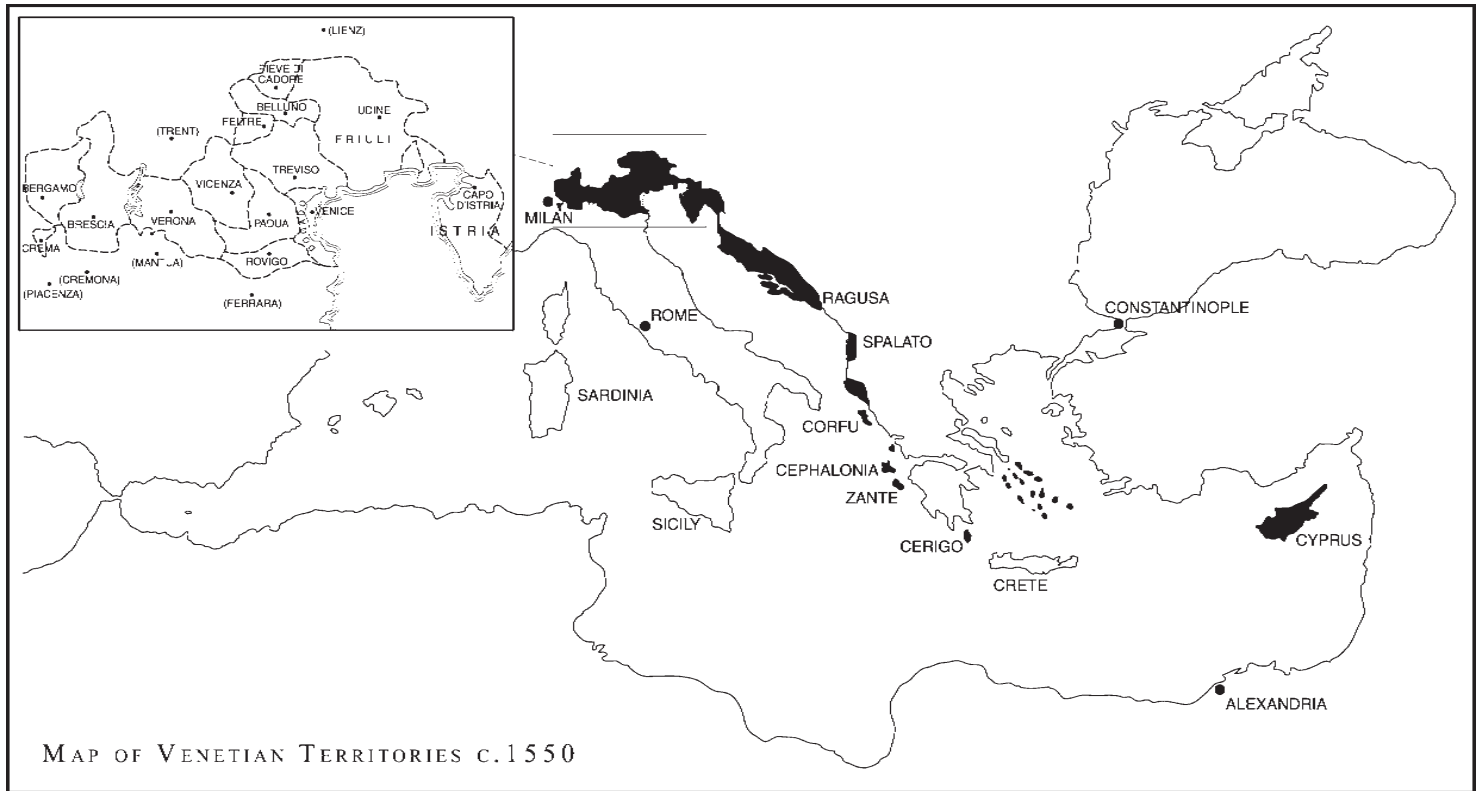 (LIENZ)
PIEVE DI
CADORE
BELLUNO
UDINE
FELTRE
(TRENT)
FRIULI
TREVISO
BERGAMO
VICENZA
CAPO
D'ISTRIA
VENICE
BRESCIA
VERONA
PADUA
ISTRIA
CREMA
(MANTUA)
ROVIGO
(CREMONA)
(PIACENZA)
(FERRARA)
MILAN
RAGUSA
CONSTANTINOPLE
ROME
SPALATO
SARDINIA
CORFU
CEPHALONIA
ZANTE
SICILY
CERIGO
CYPRUS
CRETE
ALEXANDRIA
MAP OF VENETIAN TERRITORIES C.1550